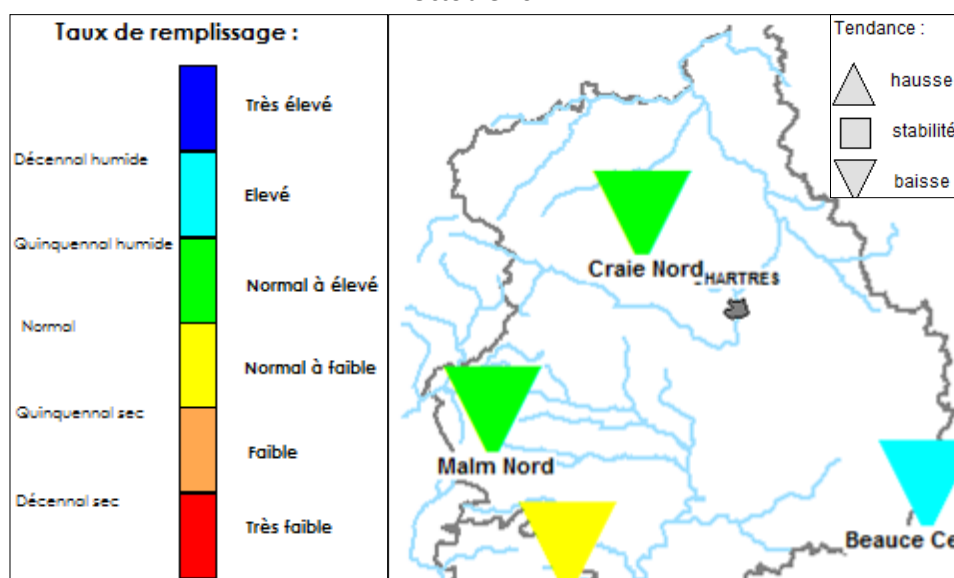 Taux de remplissage :
Très élevé
Décennal humide
Elevé
Quinquennal humide
Normal à élevé
Normal
Normal à faible
Quinquennal sec
Faible
Décennal sec
Très faible
Tendance :
hausse
stabilité
baisse
Craie Nord
HARTRES
Malm Nord
Beauce Ce